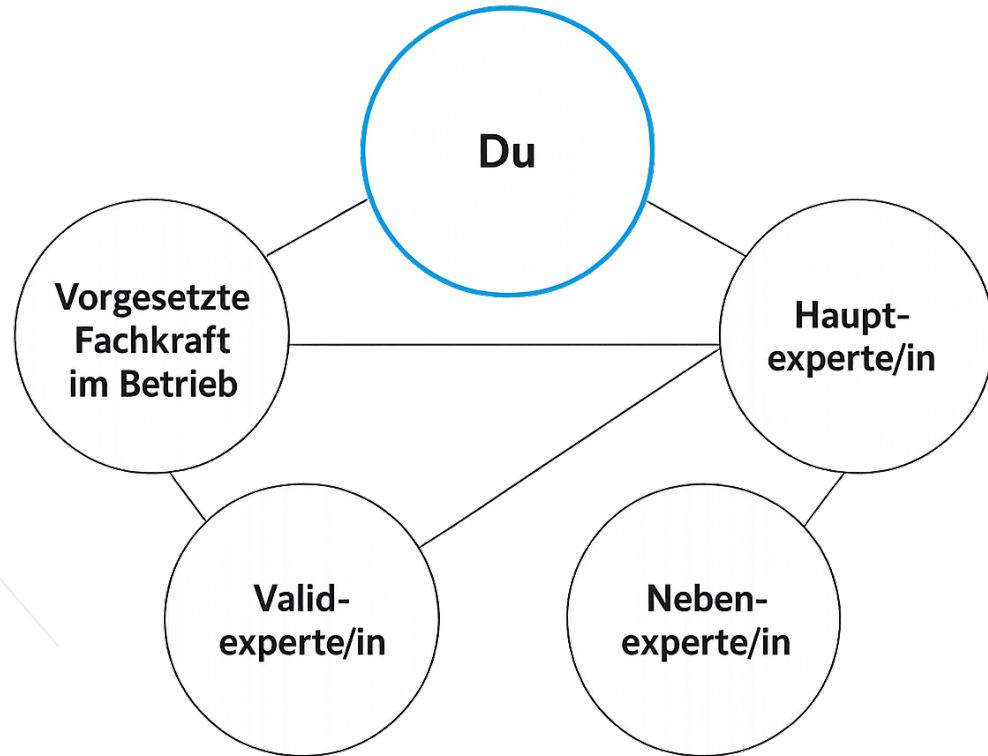 Du
Vorgesetzte
Fachkraft
im Betrieb
Haupt-
experte/in
Valid-
experte/in
Neben-
experte/in